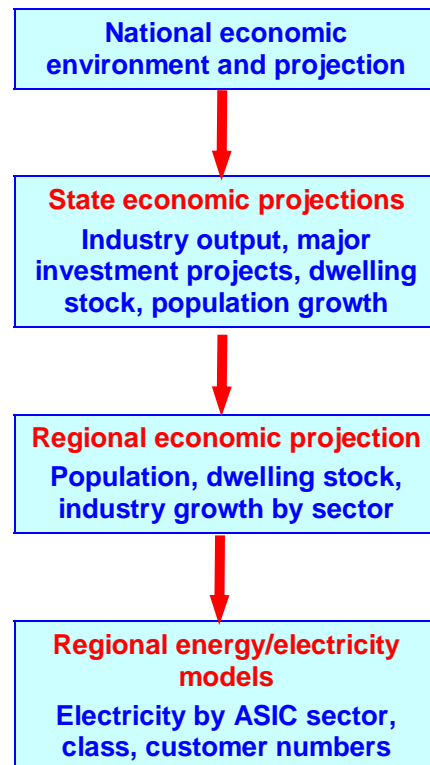 National economic
environment and projection
State economic projections
Industry output, major
investment projects, dwelling
stock, population growth
Regional economic projection
Population, dwelling stock,
industry growth by sector
Regional energy/electricity
models
Electricity by ASIC sector,
class, customer numbers